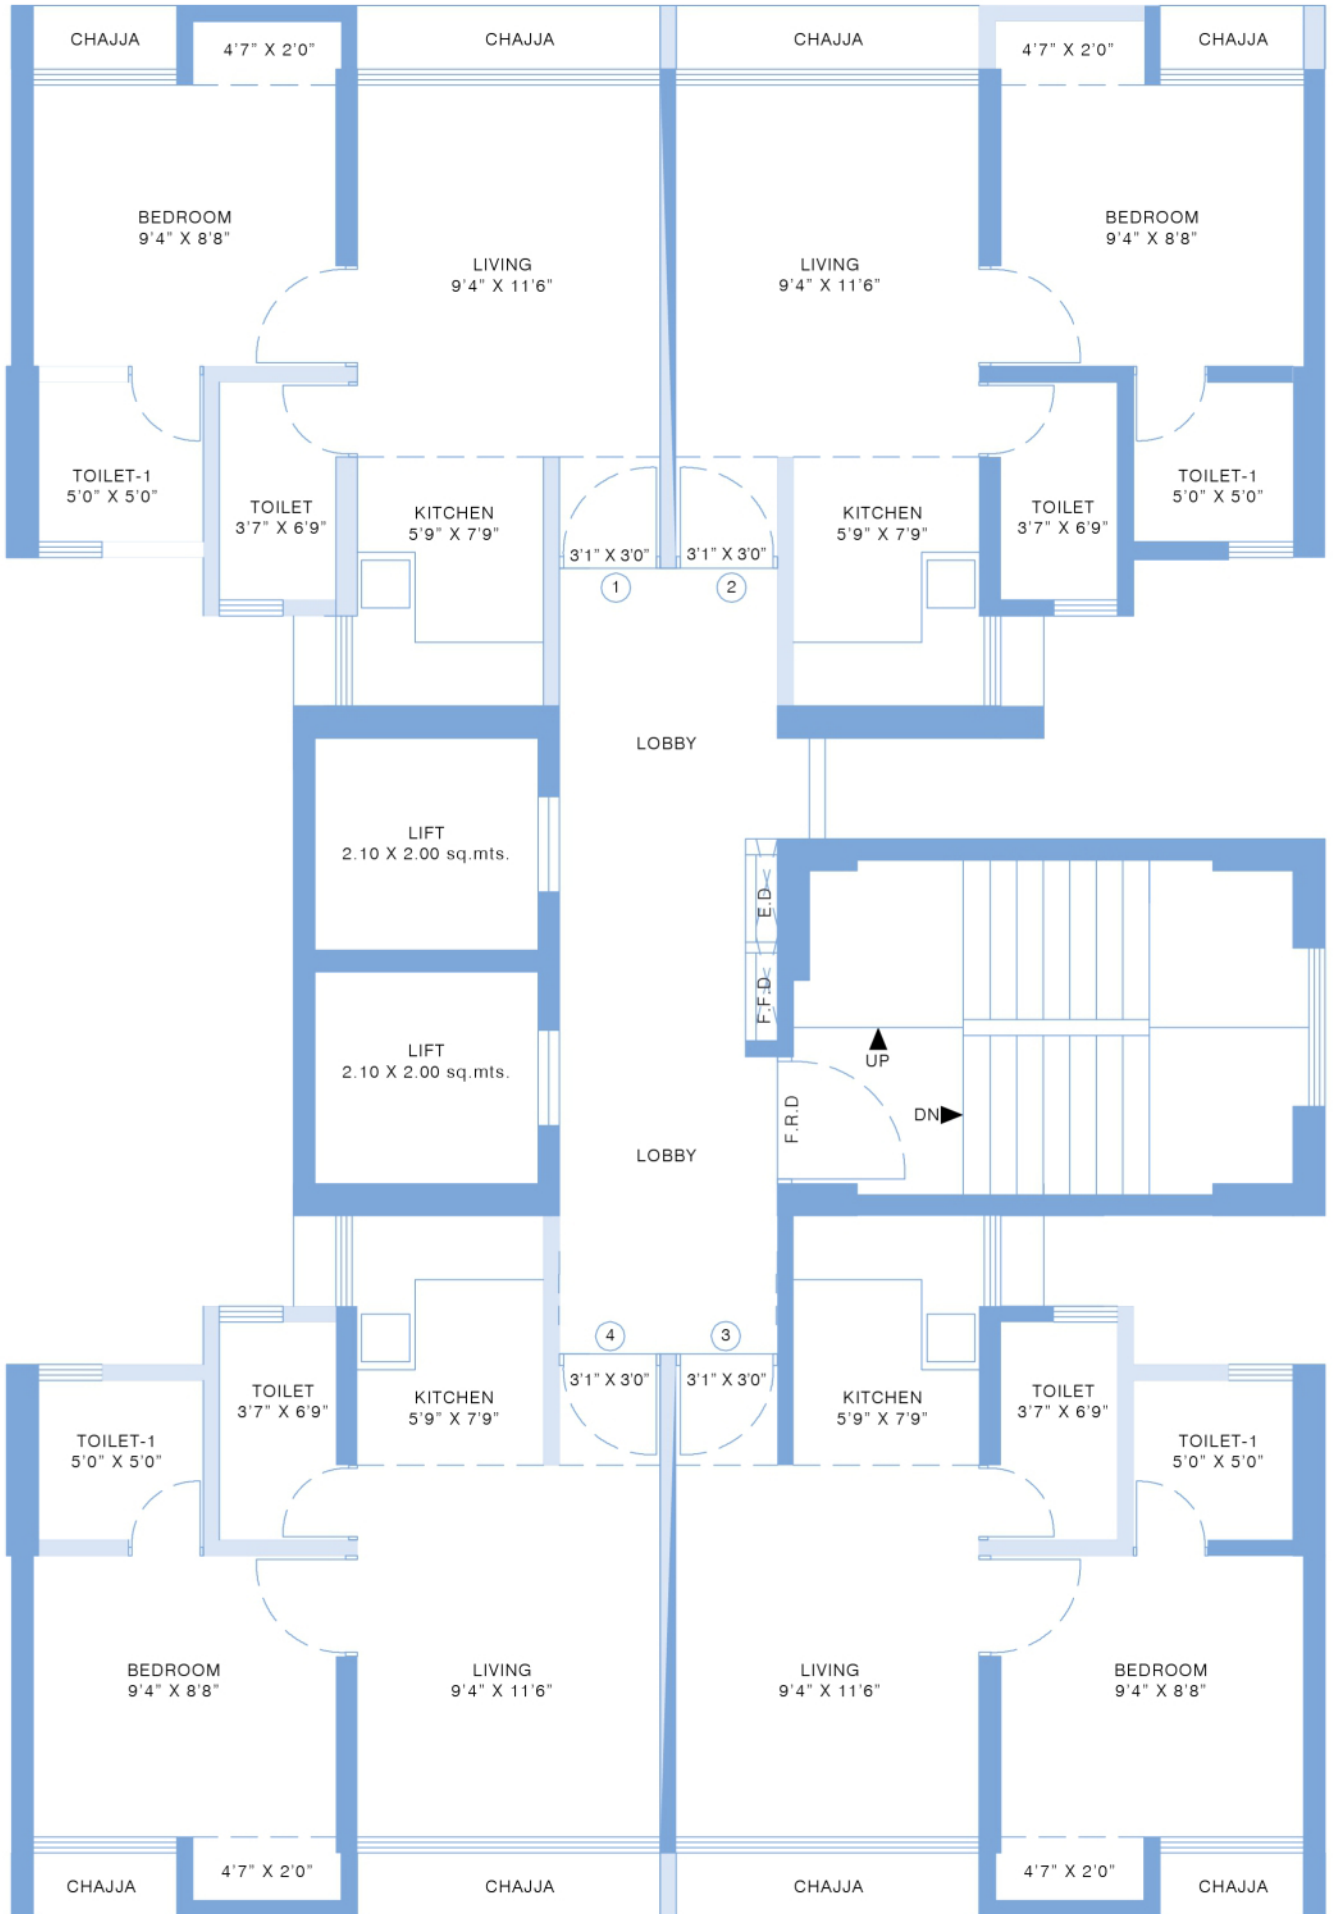 CHAJJA
4'7" X 2'0"
CHAJJA
CHAJJA
4'7" X 2'0"
CHAJJA
BEDROOM
9'4" X 8'8"
LIVING
9'4" X 11'6"
LIVING
9'4" X 11'6"
BEDROOM
9'4" X 8'8"
TOILET-1
5'0" X 5'0"
TOILET
3'7" X 6'9"
KITCHEN
5'9" X 7'9"
3'1" X 3'0"
1
3'1" X 3'0"
2
KITCHEN
5'9" X 7'9"
TOILET
3'7" X 6'9"
TOILET-1
5'0" X 5'0"
LOBBY
LIFT
2.10 X 2.00 sq.mts.
E.D
F.F.D
LIFT
2.10 X 2.00 sq.mts.
UP
DN
F.R.D
LOBBY
4
3'1" X 3'0"
3
3'1" X 3'0"
TOILET-1
5'0" X 5'0"
TOILET
3'7" X 6'9"
KITCHEN
5'9" X 7'9"
KITCHEN
5'9" X 7'9"
TOILET
3'7" X 6'9"
TOILET-1
5'0" X 5'0"
BEDROOM
9'4" X 8'8"
LIVING
9'4" X 11'6"
LIVING
9'4" X 11'6"
BEDROOM
9'4" X 8'8"
CHAJJA
4'7" X 2'0"
CHAJJA
CHAJJA
4'7" X 2'0"
CHAJJA